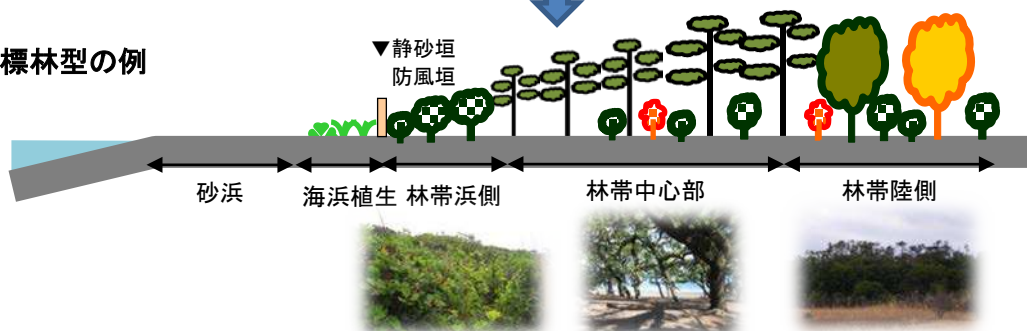 標林型の例
▼静砂垣
防風垣
砂浜
海浜植生
林帯浜側
林帯中心部
林帯陸側